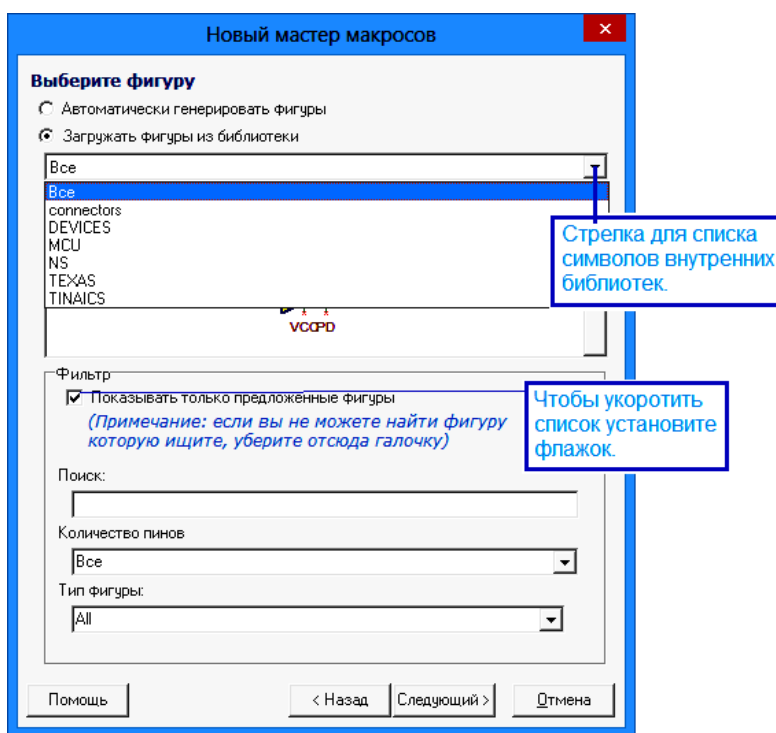 Новый мастер макросов
Выберите фигуру
Автоматически генерировать фигуры
Загружать фигуры из библиотеки
Все
Все
connectors
DEVICES
MCU
NS
TEXAS
TINAICS
Стрелка для списка
символов внутренних
библиотек.
VCCPD
Фильтр
Показывать только предложенные фигуры
(Примечание: если вы не можете найти фигуру
которую ищите, уберите отсюда галочку)
Чтобы укоротить
список установите
флажок.
Поиск:
Количество пинов
Все
Тип фигуры:
All
Помощь
< Назад
Следующий >
Отмена